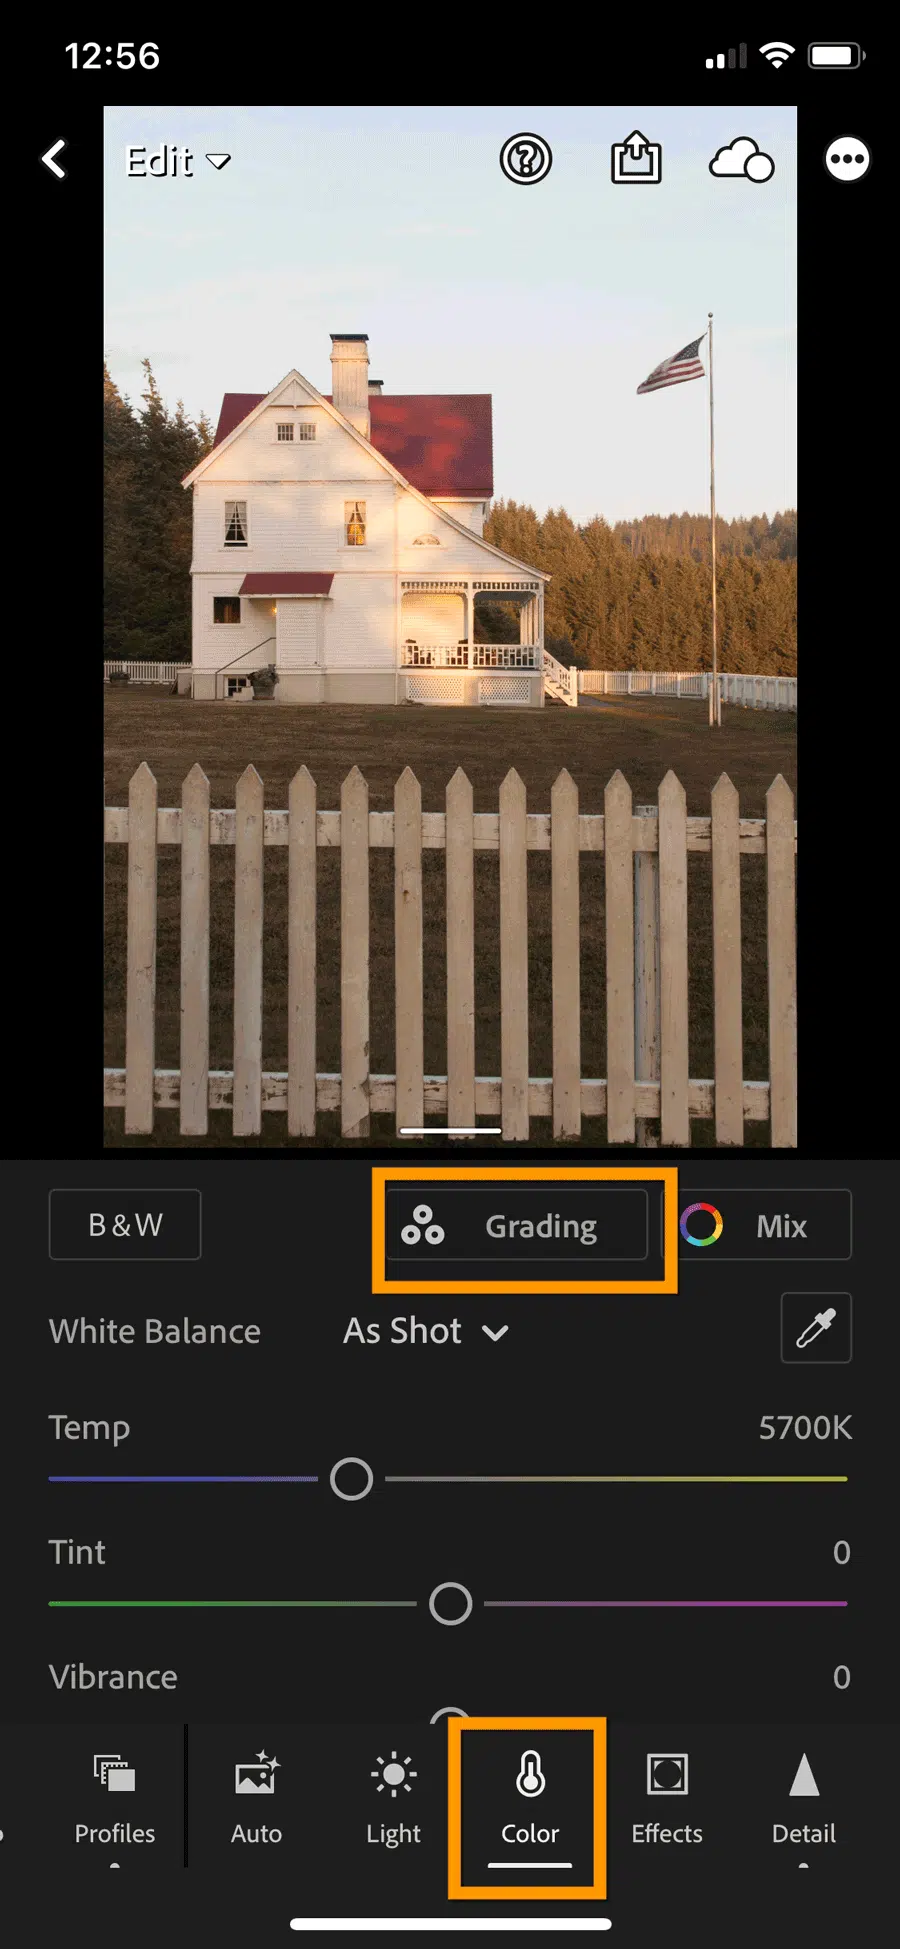 12:56
Edit
B&W
Grading
Mix
White Balance
As Shot
Temp
5700K
Tint
0
Vibrance
0
Profiles
Auto
Light
Color
Effects
Detail